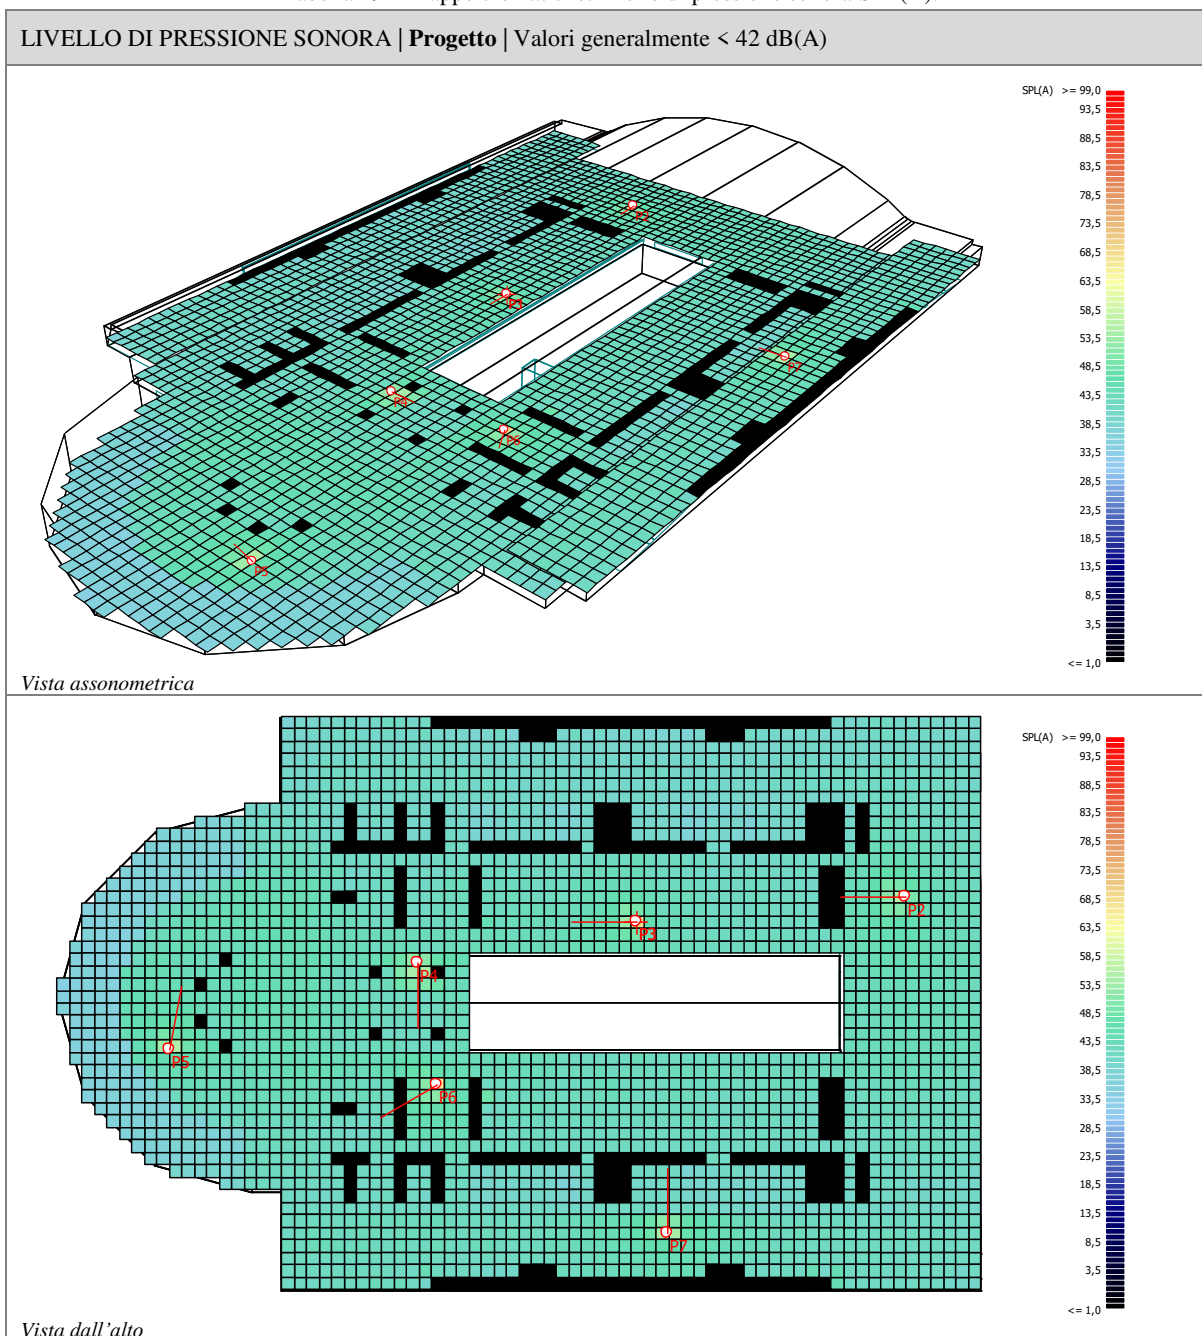 LIVELLO DI PRESSIONE SONORA | Progetto | Valori generalmente < 42 dB(A)
SPL(A) >= 99,0
93,5
88,5
83,5
78,5
73,5
68,5
63,5
58,5
53,5
48,5
43,5
38,5
33,5
28,5
23,5
18,5
13,5
8,5
3,5
<= 1,0
P2
P3
P7
P4
P6
P5
Vista assonometrica
SPL(A) >= 99,0
93,5
88,5
83,5
78,5
73,5
68,5
63,5
58,5
53,5
48,5
43,5
38,5
33,5
28,5
23,5
18,5
13,5
8,5
3,5
<= 1,0
P2
P3
P4
P5
P6
P7
Vista dall'alto